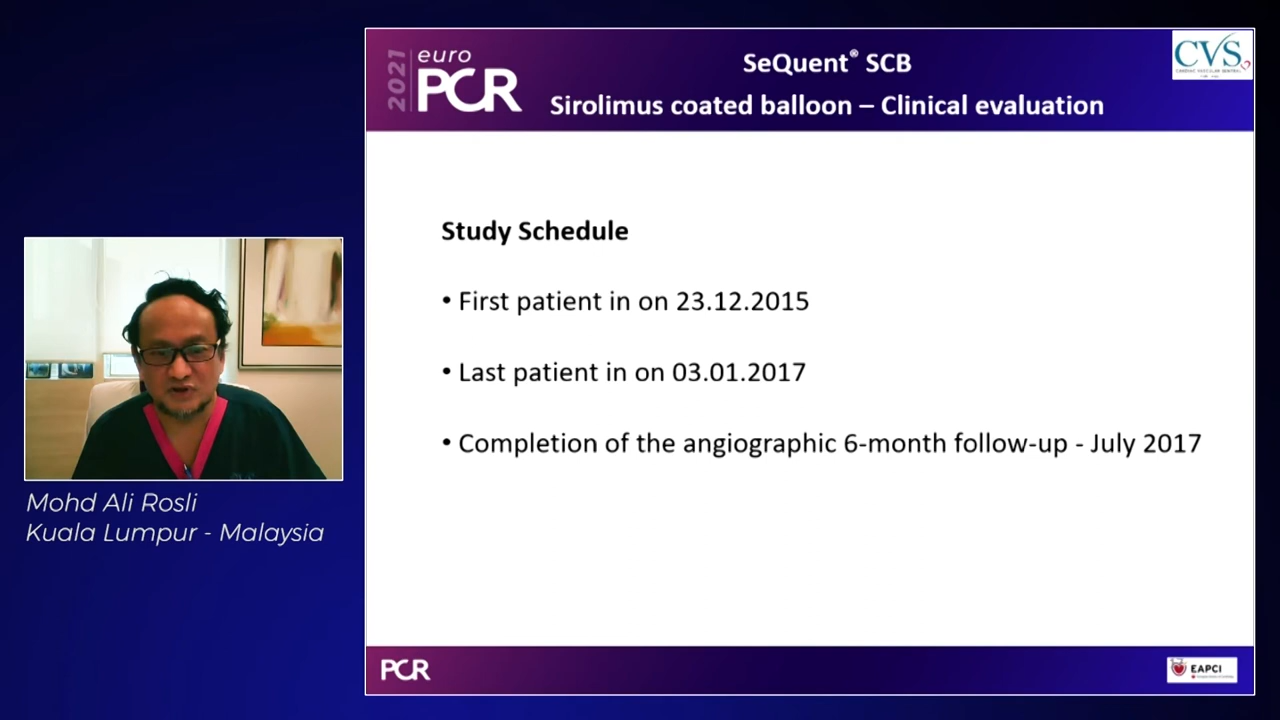 2021 euro PCR
SeQuent® SCB
Sirolimus coated balloon – Clinical evaluation
CVS
Study Schedule
• First patient in on 23.12.2015
• Last patient in on 03.01.2017
• Completion of the angiographic 6-month follow-up - July 2017
Mohd Ali Rosli
Kuala Lumpur - Malaysia
PCR
EAPCI